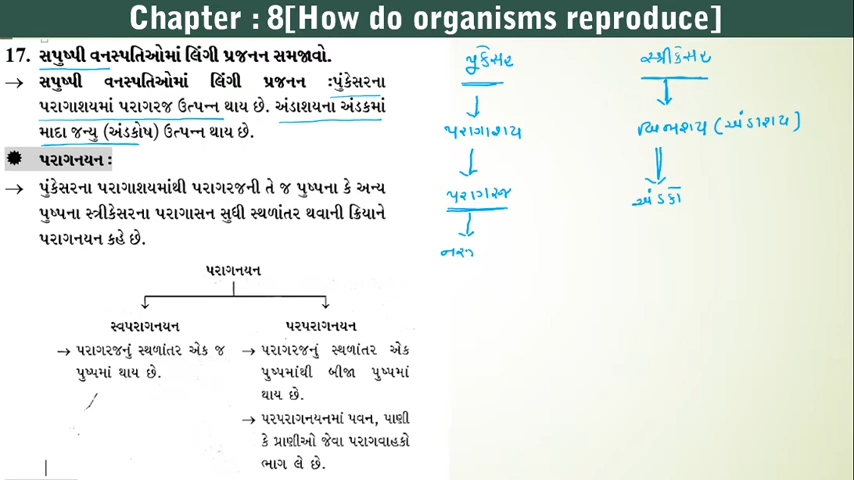 Chapter : 8[How do organisms reproduce]
17. સપુષ્પી વનસ્પતિઓમાં લિંગી પ્રજનન સમજાવો.
→ સપુષ્પી વનસ્પતિઓમાં લિંગી પ્રજનન : પુંકેસરના
પરાગાશયમાં પરાગરજ ઉત્પન્ન થાય છે. અંડાશયના અંડકમાં
માદા જન્યુ (અંડકોષ) ઉત્પન્ન થાય છે.
પરાગનયન :
→ પુંકેસરના પરાગાશયમાંથી પરાગરજની તે જ પુષ્પના કે અન્ય
પુષ્પના સ્ત્રીકેસરના પરાગાસન સુધી સ્થળાંતર થવાની ક્રિયાને
પરાગનયન કહે છે.
પરાગનયન
સ્વપરાગનયન
→ પરાગરજનું સ્થળાંતર એક જ
પુષ્પમાં થાય છે.
પરપરાગનયન
→ પરાગરજનું સ્થળાંતર એક
પુષ્પમાંથી બીજા પુષ્પમાં
થાય છે.
→ પરપરાગનયનમાં પવન, પાણી
કે પ્રાણીઓ જેવા પરાગવાહકો
ભાગ લે છે.
પુંકેસર
પરાગાશય
પરાગરજ
નર
સ્ત્રીકેસર
(અંડાશય)
અંડકો